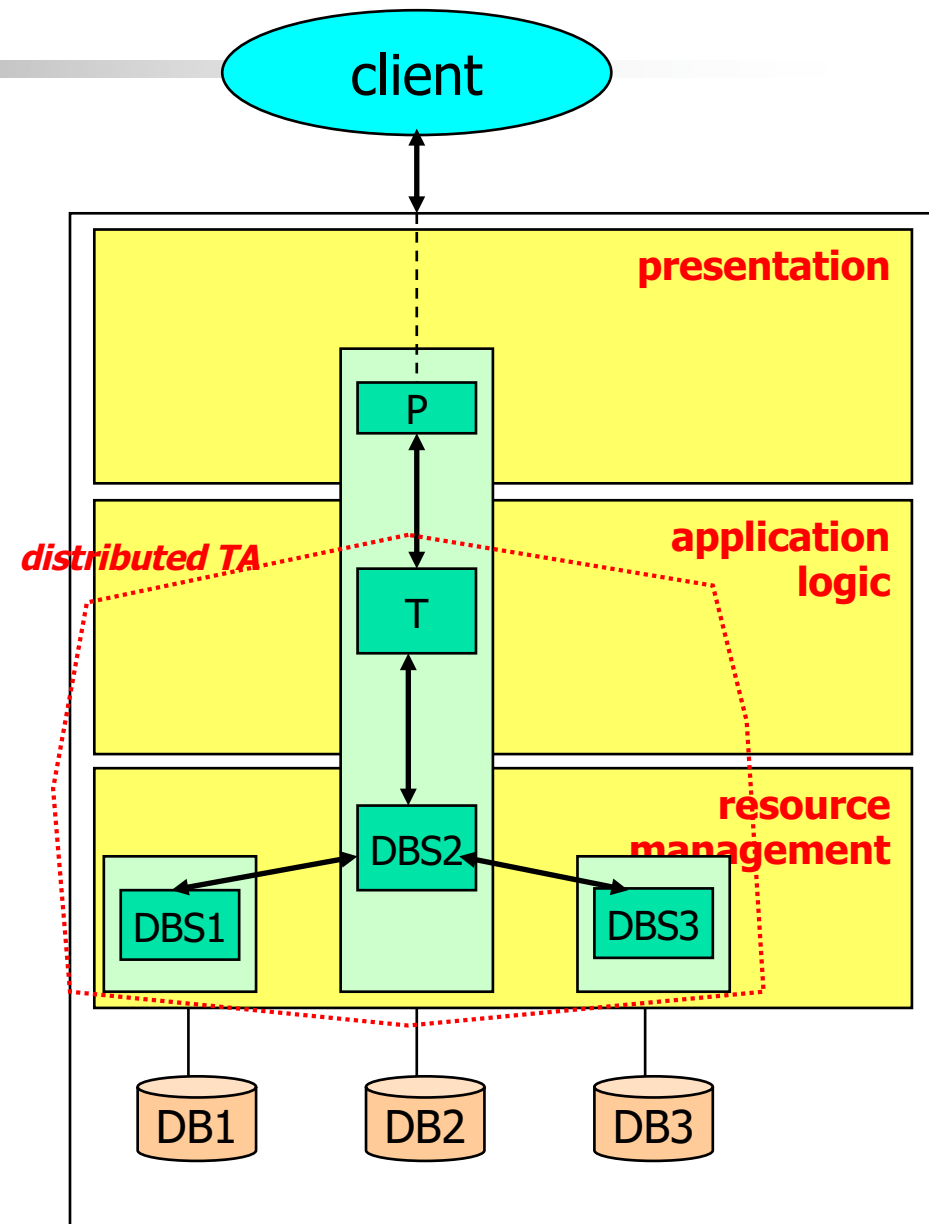 client
presentation
P
distributed TA
application
logic
T
resource
management
DBS2
DBS1
DBS3
DB1
DB2
DB3